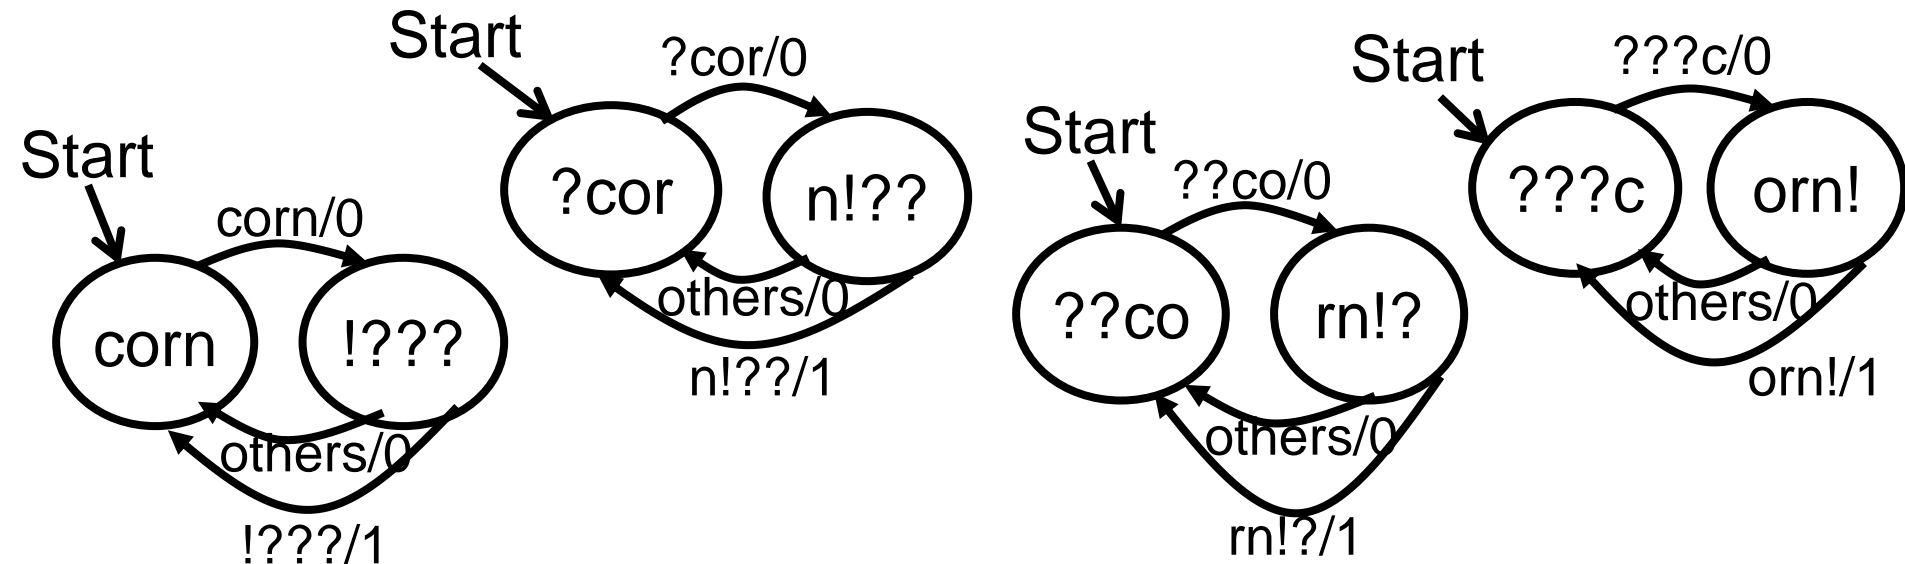 Start
corn/0
corn
!???
others/0
!???/1
Start
?cor/0
?cor
n!??
others/0
n!??/1
Start
??co/0
??co
rn!?
others/0
rn!?/1
Start
???c/0
???c
orn!
others/0
orn!/1